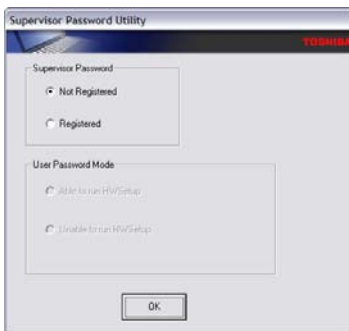 Supervisor Password Utility
TOSHIBA
Supervisor Password
Not Registered
Registered
User Password Mode
Able to run HWSetup
Unable to run HWSetup
OK